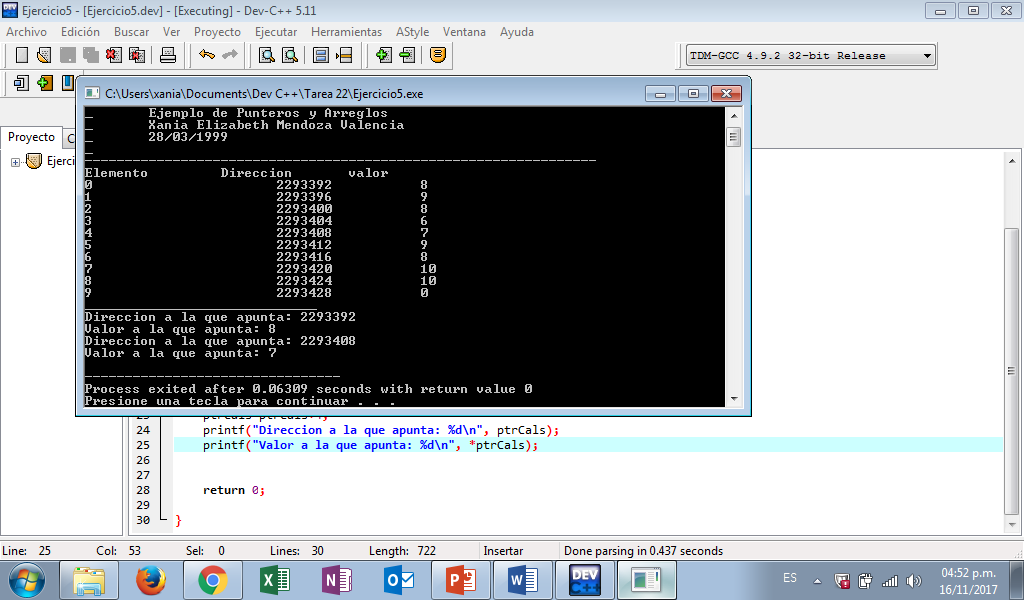 Ejercicio5 - [Ejercicio5.dev] - [Executing] - Dev-C++ 5.11
Archivo Edición Buscar Ver Proyecto Ejecutar Herramientas AStyle Ventana Ayuda
TDM-GCC 4.9.2 32-bit Release
C:\Users\xania\Documents\Dev C++\Tarea 22\Ejercicio5.exe
Proyecto C
Ejerci
_ Ejemplo de Punteros y Arreglos
_ Xania Elizabeth Mendoza Valencia
_ 28/03/1999
_
----------------------------------------------------------------
Elemento Direccion valor
0 2293392 8
1 2293396 9
2 2293400 8
3 2293404 6
4 2293408 7
5 2293412 9
6 2293416 8
7 2293420 10
8 2293424 10
9 2293428 0
Direccion a la que apunta: 2293392
Valor a la que apunta: 8
Direccion a la que apunta: 2293408
Valor a la que apunta: 7
--------------------------------
Process exited after 0.06309 seconds with return value 0
Presione una tecla para continuar . . .
24 printf("Direccion a la que apunta: %d\n", ptrCals);
25 printf("Valor a la que apunta: %d\n", *ptrCals);
26
27
28 return 0;
29
30 }
Line: 25 Col: 53 Sel: 0 Lines: 30 Length: 722 Insertar Done parsing in 0.437 seconds
ES 04:52 p.m.
16/11/2017